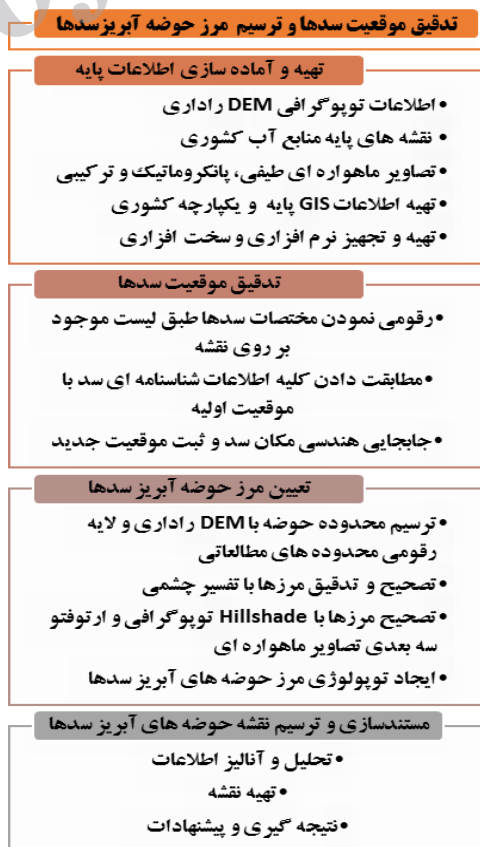 تدقیق موقعیت سدها و ترسیم مرز حوضه آبریزسدها
تهیه و آماده سازی اطلاعات پایه
•اطلاعات توپوگرافی DEM راداری
• نقشه های پایه منابع آب کشوری
•تصاویر ماهواره ای طیفی، پانکروماتیک و ترکیبی
•تهیه اطلاعات GIS پایه و یکپارچه کشوری
•تهیه و تجهیز نرم افزاری و سخت افزاری
تدقیق موقعیت سدها
•رقومی نمودن مختصات سدها طبق لیست موجود
بر روی نقشه
•مطابقت دادن کلیه اطلاعات شناسنامه ای سد با
موقعیت اولیه
•جابجایی هندسی مکان سد و ثبت موقعیت جدید
تعیین مرز حوضه آبریز سدها
•ترسیم محدوده حوضه با DEM راداری و لایه
رقومی محدوده های مطالعاتی
•تصحیح و تدقیق مرزها با تفسیر چشمی
•تصحیح مرزها با Hillshade توپوگرافی و ارتوفتو
سه بعدی تصاویر ماهواره ای
•ایجاد توپولوژی مرز حوضه های آبریز سدها
مستندسازی و ترسیم نقشه حوضه های آبریز سدها
•تحلیل و آنالیز اطلاعات
•تهیه نقشه
•نتیجه گیری و پیشنهادات